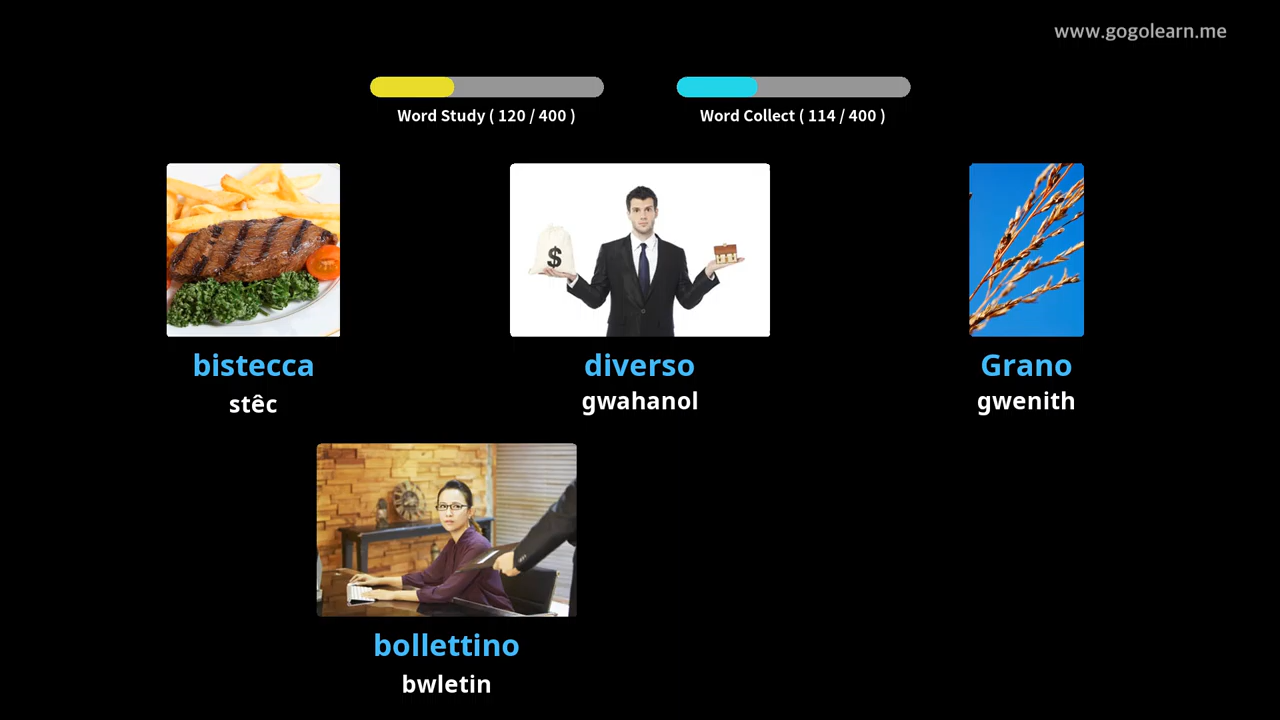 www.gogolearn.me
Word Study ( 120 / 400 )
Word Collect ( 114 / 400 )
$
bistecca
diverso
Grano
stêc
gwahanol
gwenith
bollettino
bwletin